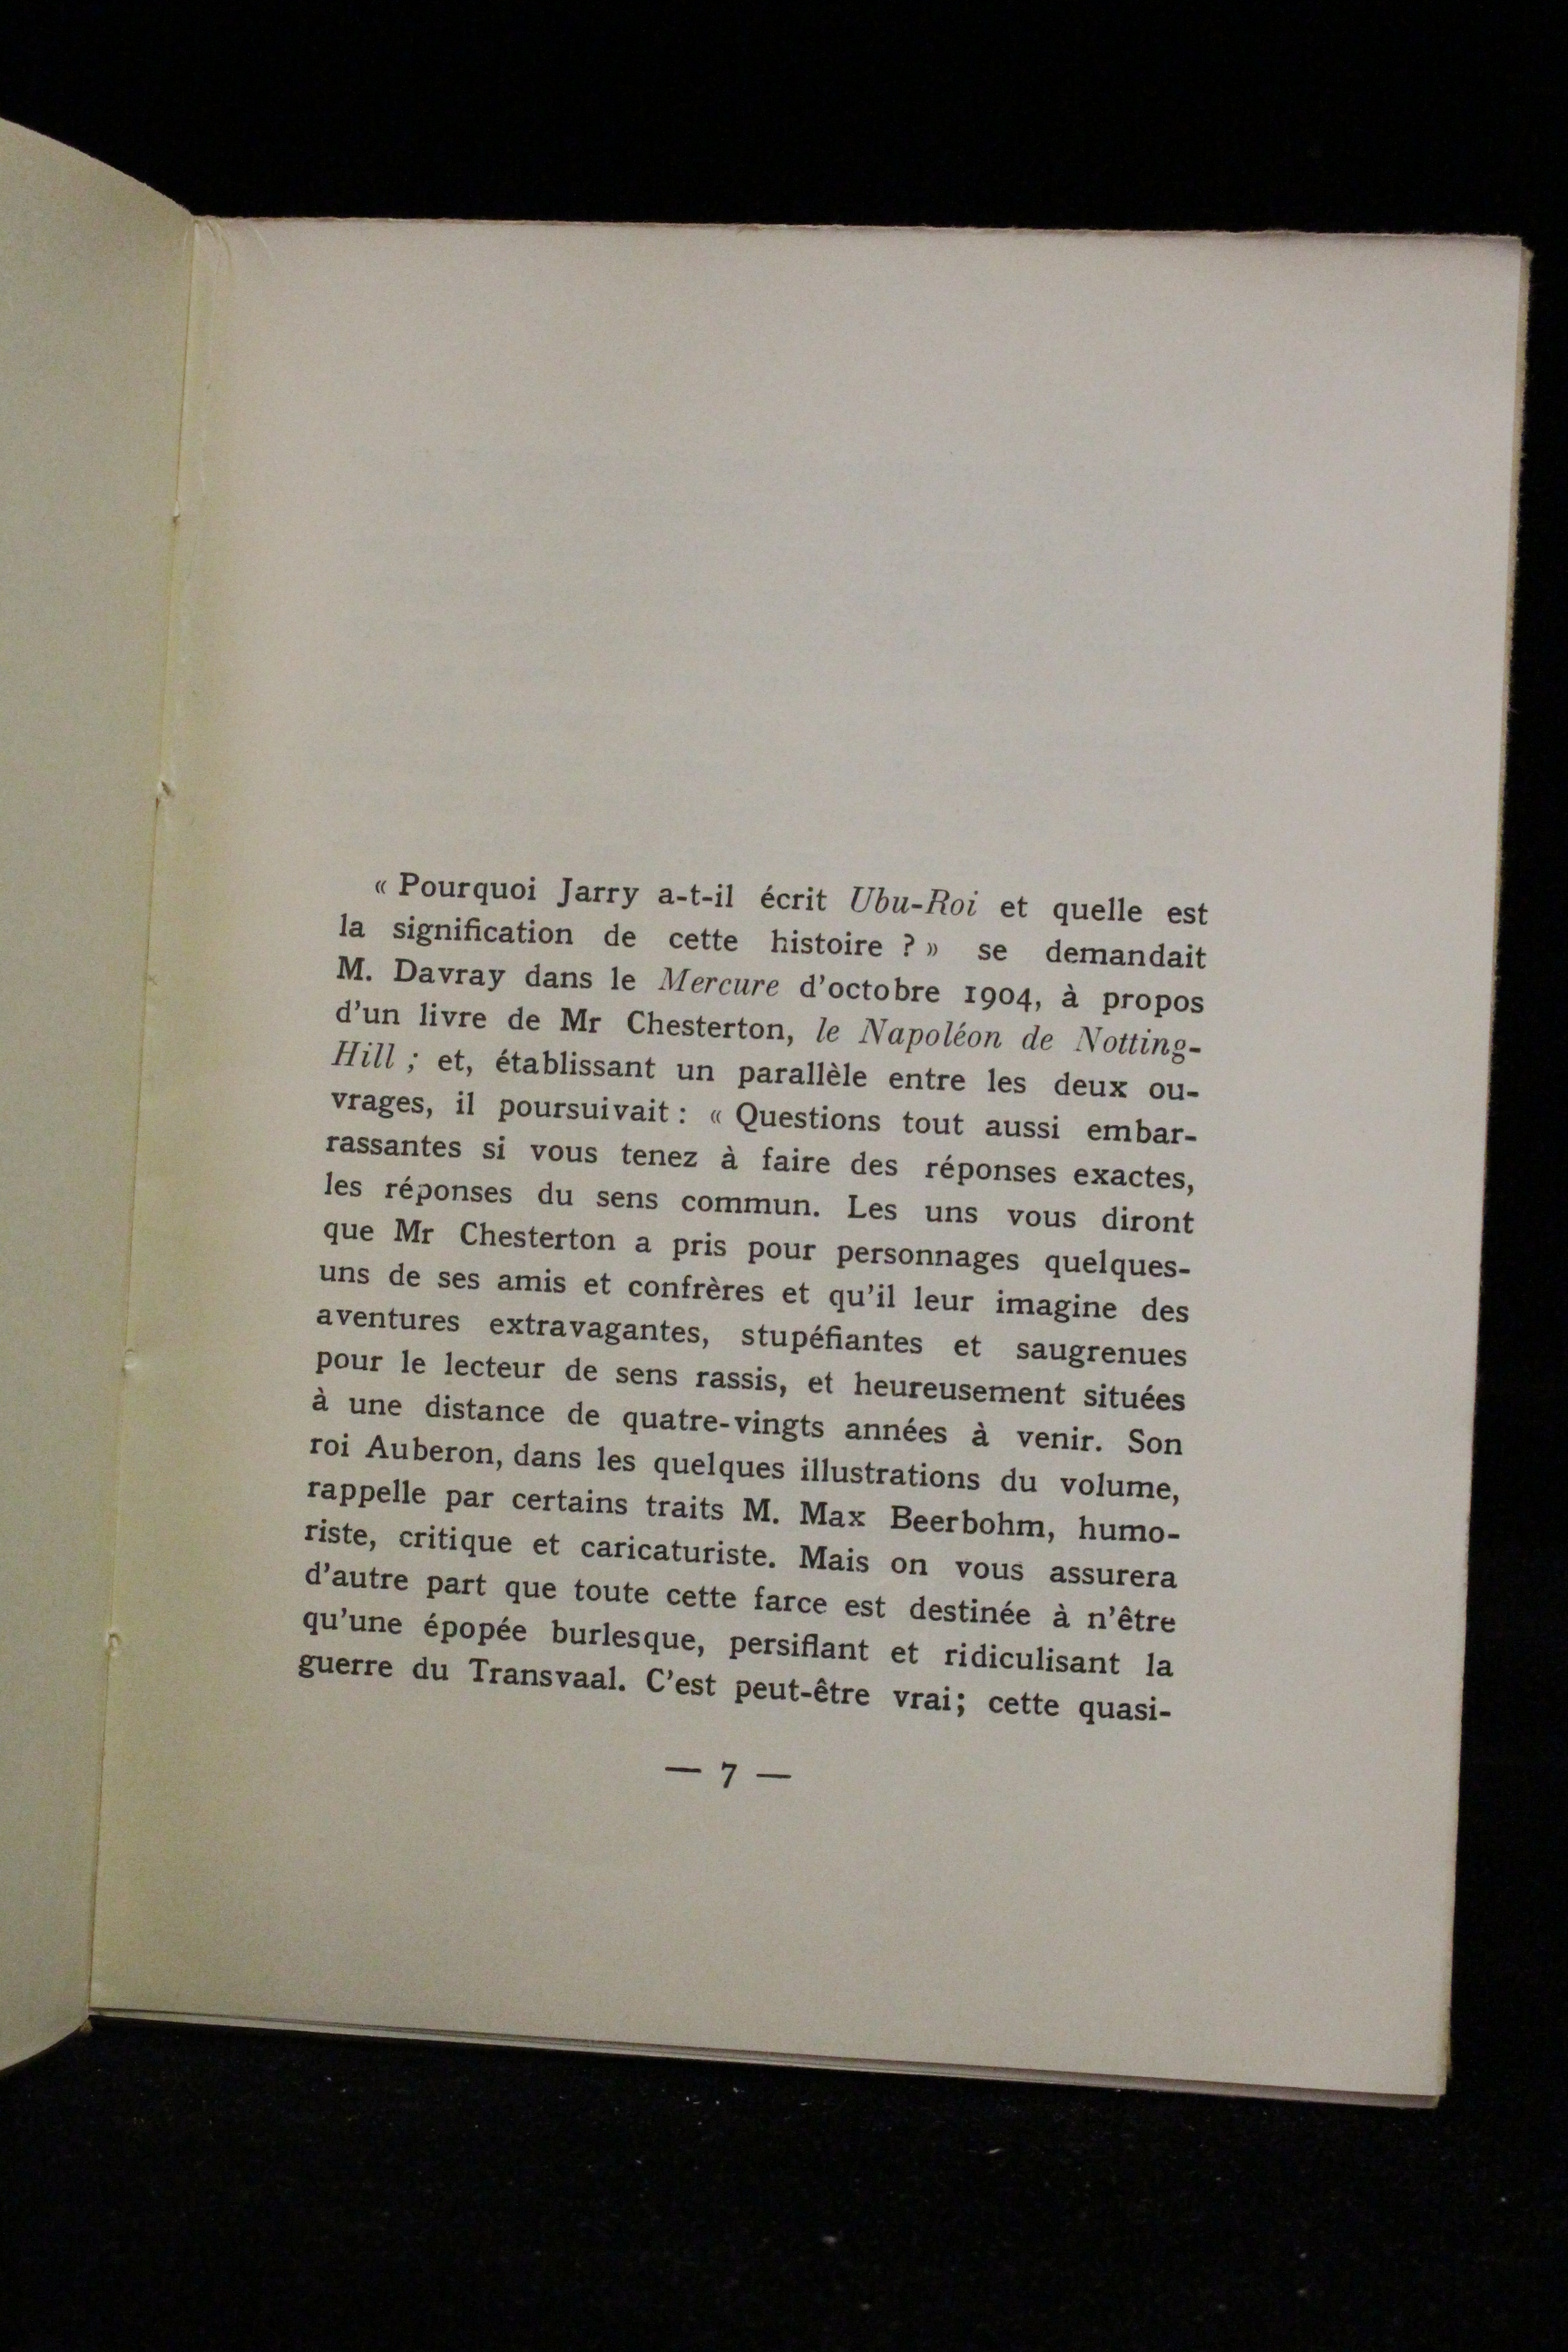 « Pourquoi Jarry a-t-il écrit Ubu-Roi et quelle est
la signification de cette histoire ? » se demandait
M. Davray dans le Mercure d'octobre 1904, à propos
d'un livre de Mr Chesterton, le Napoléon de Notting-
Hill ; et, établissant un parallèle entre les deux ou-
vrages, il poursuivait : « Questions tout aussi embar-
rassantes si vous tenez à faire des réponses exactes,
les réponses du sens commun. Les uns vous diront
que Mr Chesterton a pris pour personnages quelques-
uns de ses amis et confrères et qu'il leur imagine des
aventures extravagantes, stupéfiantes et saugrenues
pour le lecteur de sens rassis, et heureusement situées
à une distance de quatre-vingts années à venir. Son
roi Auberon, dans les quelques illustrations du volume,
rappelle par certains traits M. Max Beerbohm, humo-
riste, critique et caricaturiste. Mais on vous assurera
d'autre part que toute cette farce est destinée à n'être
qu'une épopée burlesque, persiflant et ridiculisant la
guerre du Transvaal. C'est peut-être vrai; cette quasi-
— 7 —